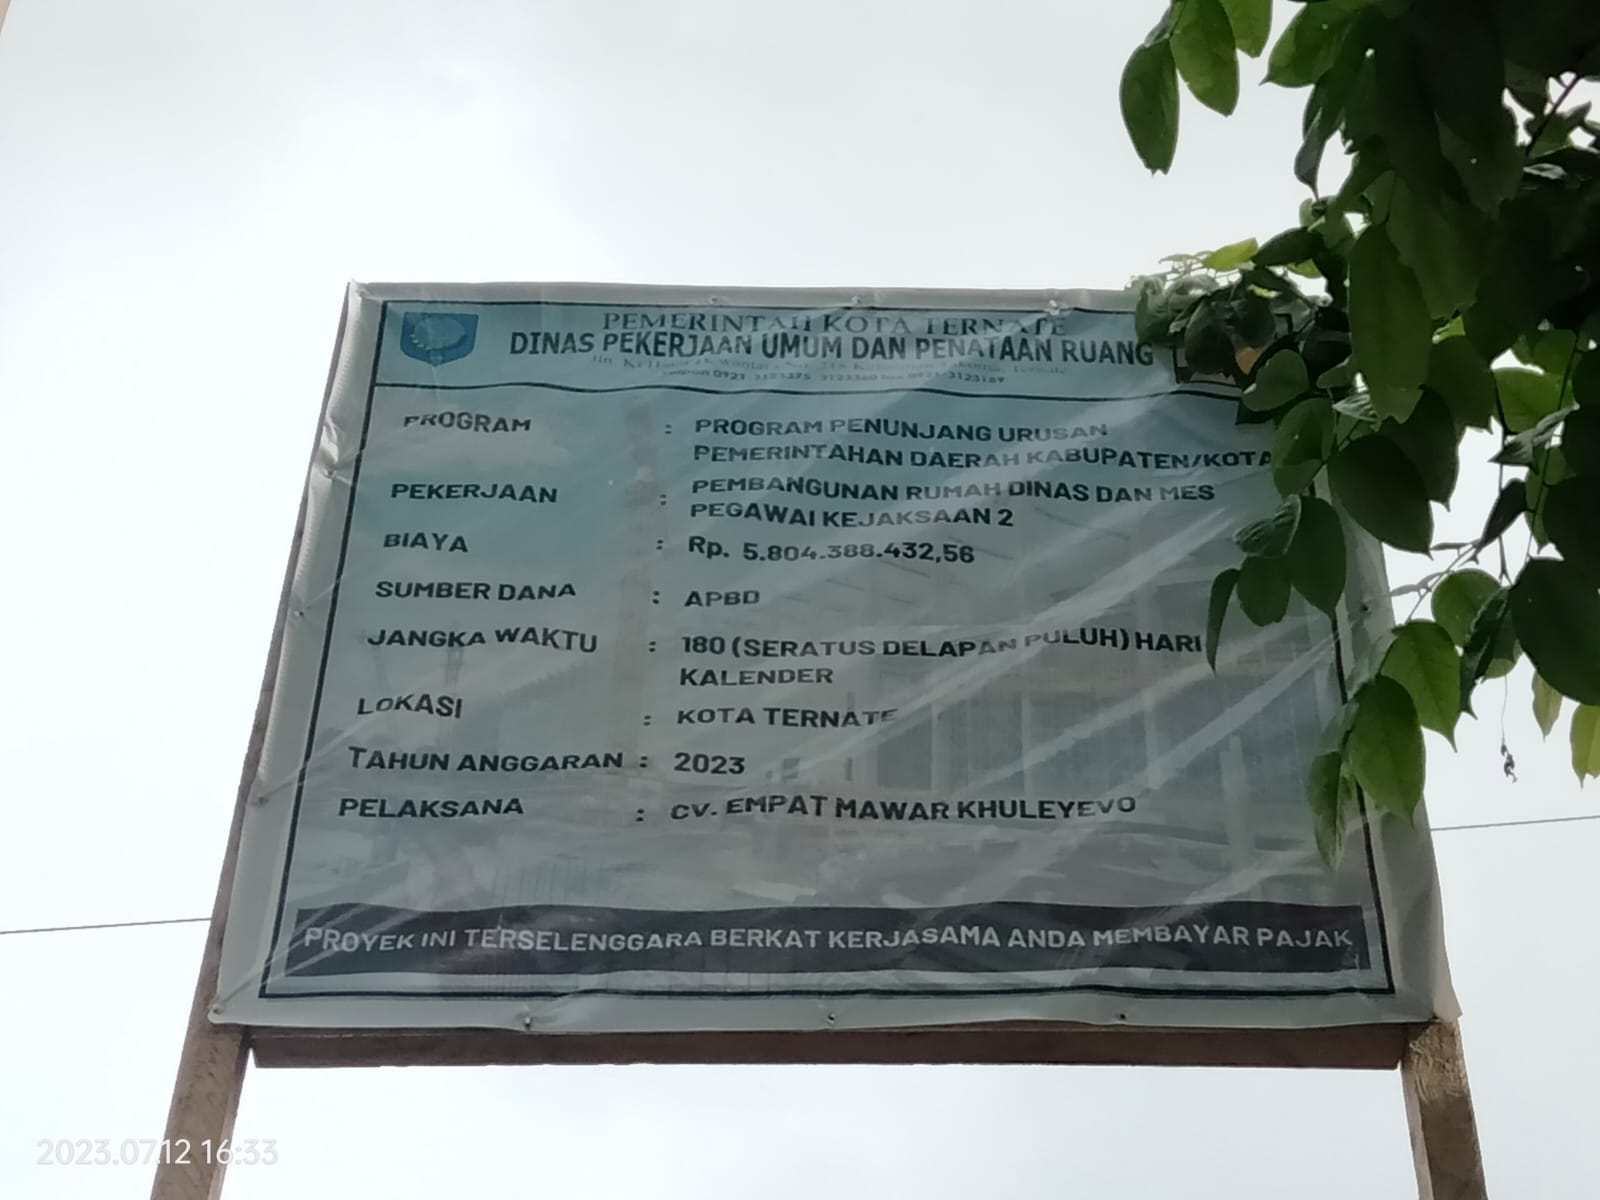 PEMERINTAH KOTA TERNATE
DINAS PEKERJAAN UMUM DAN PENATAAN RUANG
PROGRAM : PROGRAM PENUNJANG URUSAN
PEMERINTAHAN DAERAH KABUPATEN/KOTA
PEKERJAAN : PEMBANGUNAN RUMAH DINAS DAN MES
PEGAWAI KEJAKSAAN 2
BIAYA : Rp. 5.804.388.432,56
SUMBER DANA : APBD
JANGKA WAKTU : 180 (SERATUS DELAPAN PULUH) HARI
KALENDER
LOKASI : KOTA TERNATE
TAHUN ANGGARAN : 2023
PELAKSANA : CV. EMPAT MAWAR KHULEYEVO
PROYEK INI TERSELENGGARA BERKAT KERJASAMA ANDA MEMBAYAR PAJAK
2023.07.12 16:33